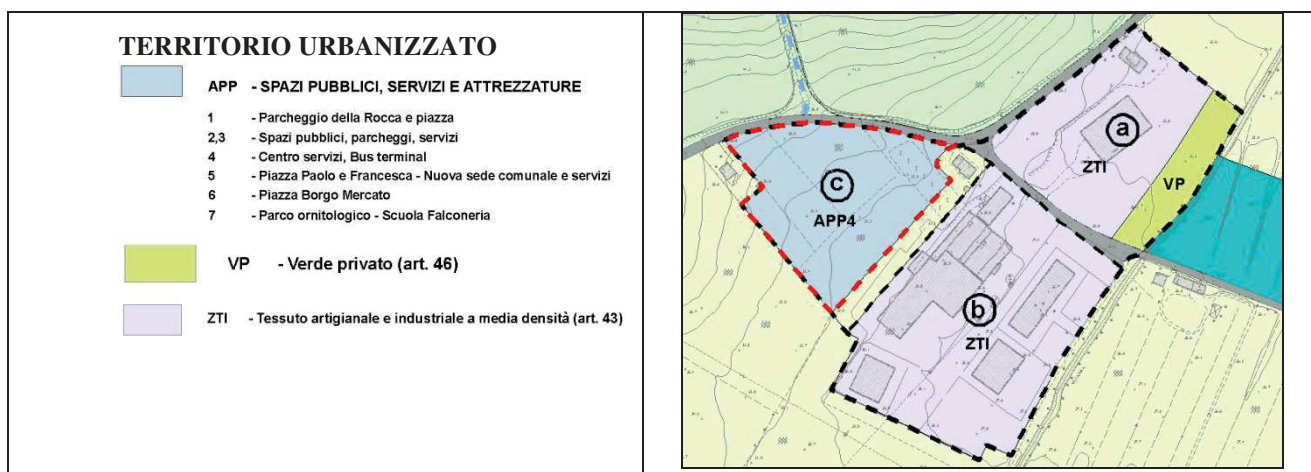 TERRITORIO URBANIZZATO
APP - SPAZI PUBBLICI, SERVIZI E ATTREZZATURE
1 - Parcheggio della Rocca e piazza
2,3 - Spazi pubblici, parcheggi, servizi
4 - Centro servizi, Bus terminal
5 - Piazza Paolo e Francesca - Nuova sede comunale e servizi
6 - Piazza Borgo Mercato
7 - Parco ornitologico - Scuola Falconeria
VP - Verde privato (art. 46)
ZTI - Tessuto artigianale e industriale a media densità (art. 43)
a
ZTI
VP
c
APP4
b
ZTI